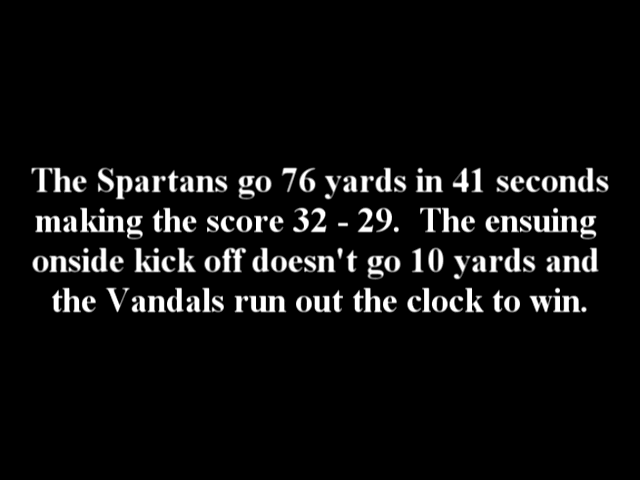 The Spartans go 76 yards in 41 seconds
making the score 32 - 29.  The ensuing
onside kick off doesn't go 10 yards and
the Vandals run out the clock to win.